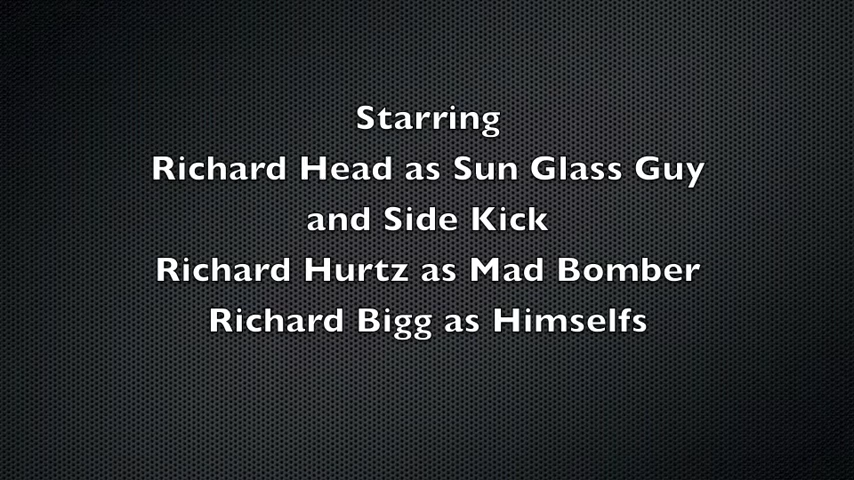 Starring
Richard Head as Sun Glass Guy
and Side Kick
Richard Hurtz as Mad Bomber
Richard Bigg as Himselfs